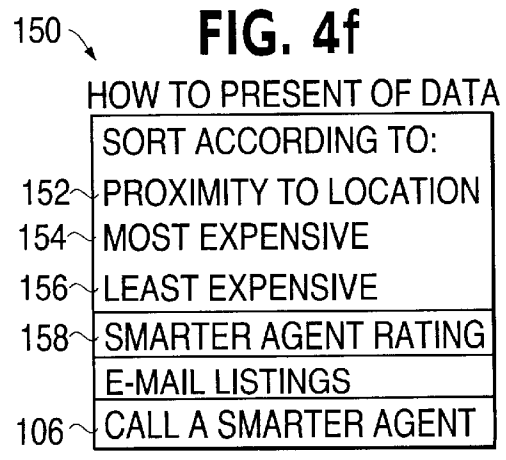 FIG. 4f
150
HOW TO PRESENT OF DATA
SORT ACCORDING TO:
152 PROXIMITY TO LOCATION
154 MOST EXPENSIVE
156 LEAST EXPENSIVE
158 SMARTER AGENT RATING
E-MAIL LISTINGS
106 CALL A SMARTER AGENT